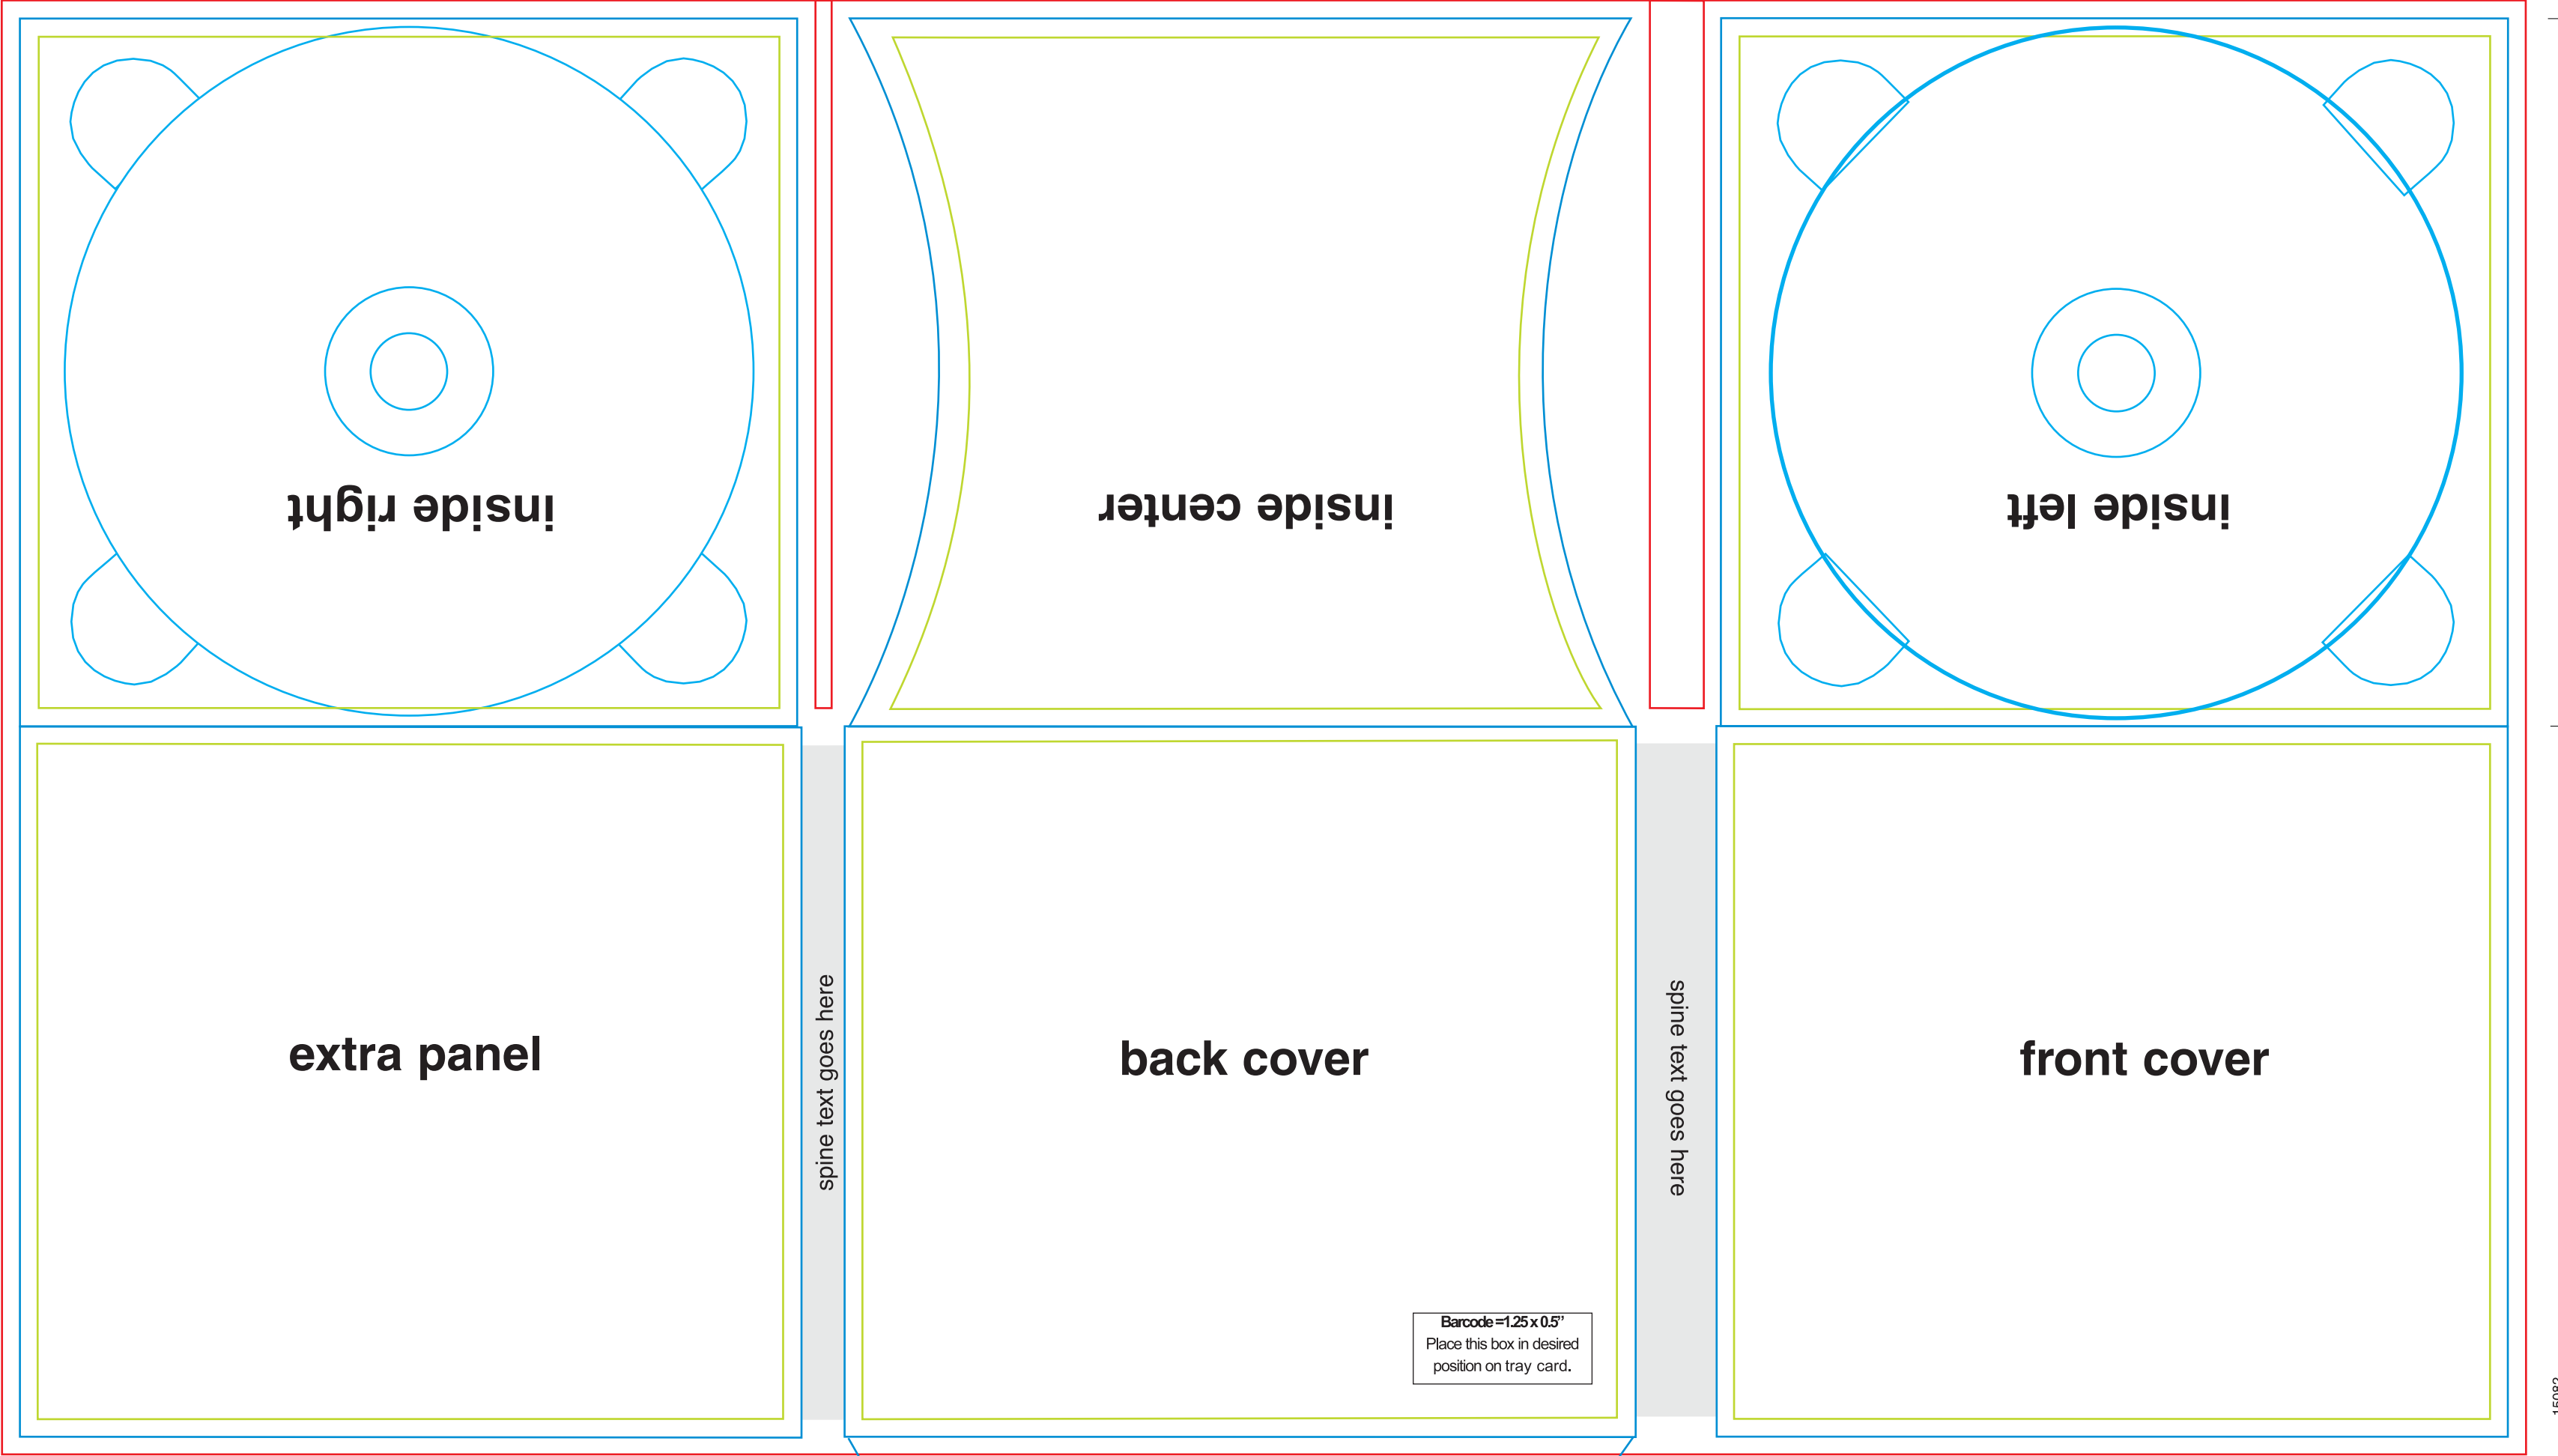 inside right
inside center
inside left
extra panel
spine text goes here
back cover
spine text goes here
front cover
Barcode =1.25 x 0.5”
Place this box in desired
position on tray card.